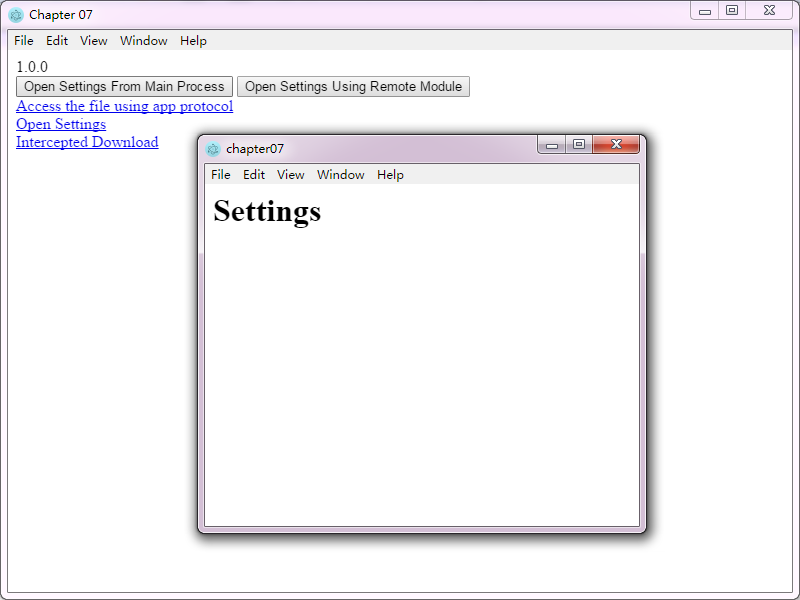 Chapter 07
File Edit View Window Help
1.0.0
Open Settings From Main Process Open Settings Using Remote Module
Access the file using app protocol
Open Settings
Intercepted Download
chapter07
File Edit View Window Help
Settings